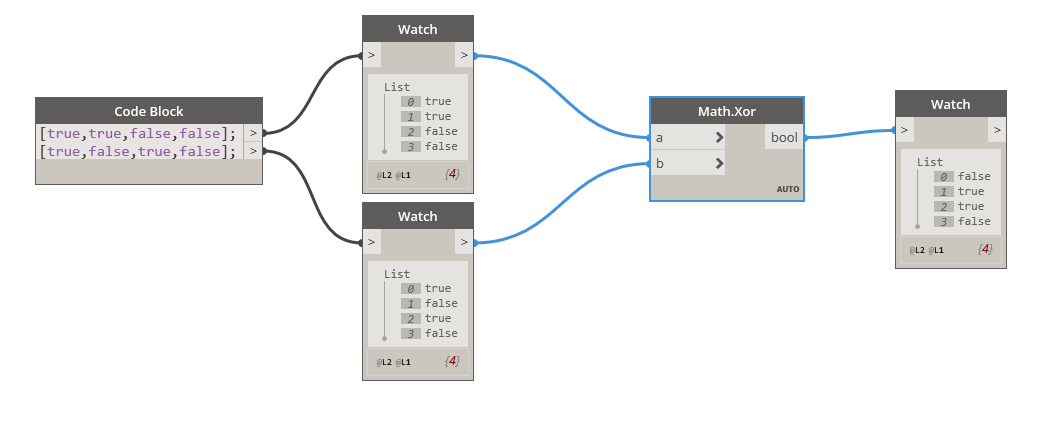 Code Block
[true,true,false,false]; >
[true,false,true,false]; >
Watch
> >
List
0 true
1 true
2 false
3 false
@L2 @L1 {4}
Watch
> >
List
0 true
1 false
2 true
3 false
@L2 @L1 {4}
Math.Xor
a > bool
b >
AUTO
Watch
> >
List
0 false
1 true
2 true
3 false
@L2 @L1 {4}